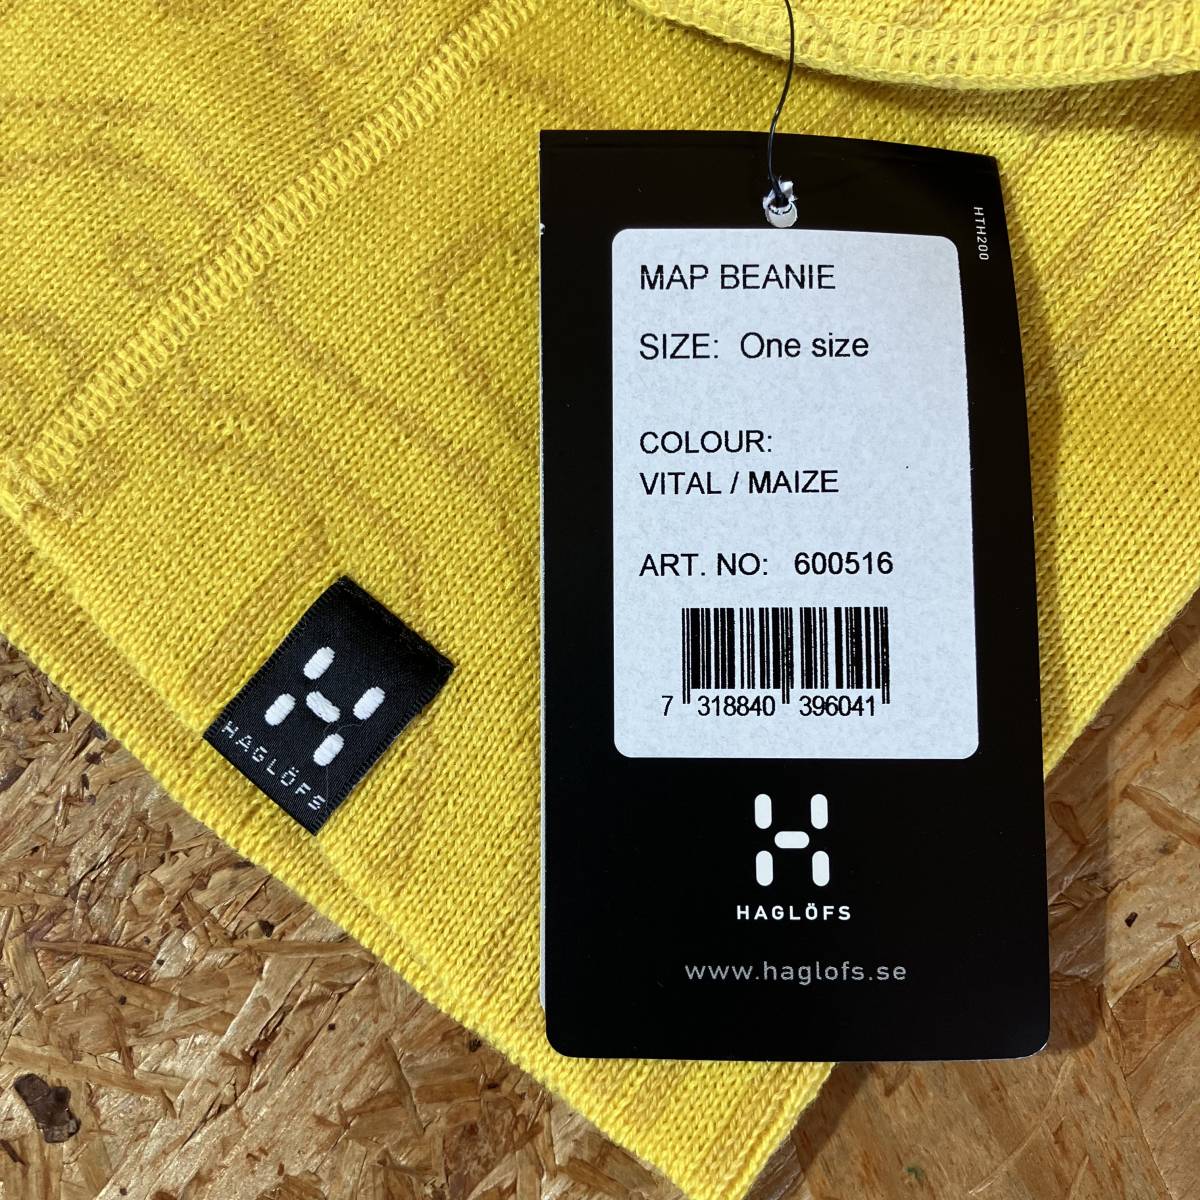 HTH200
MAP BEANIE
SIZE: One size
COLOUR:
VITAL / MAIZE
ART. NO: 600516
7 318840 396041
HAGLÖFS
www.haglofs.se
HAGLÖFS